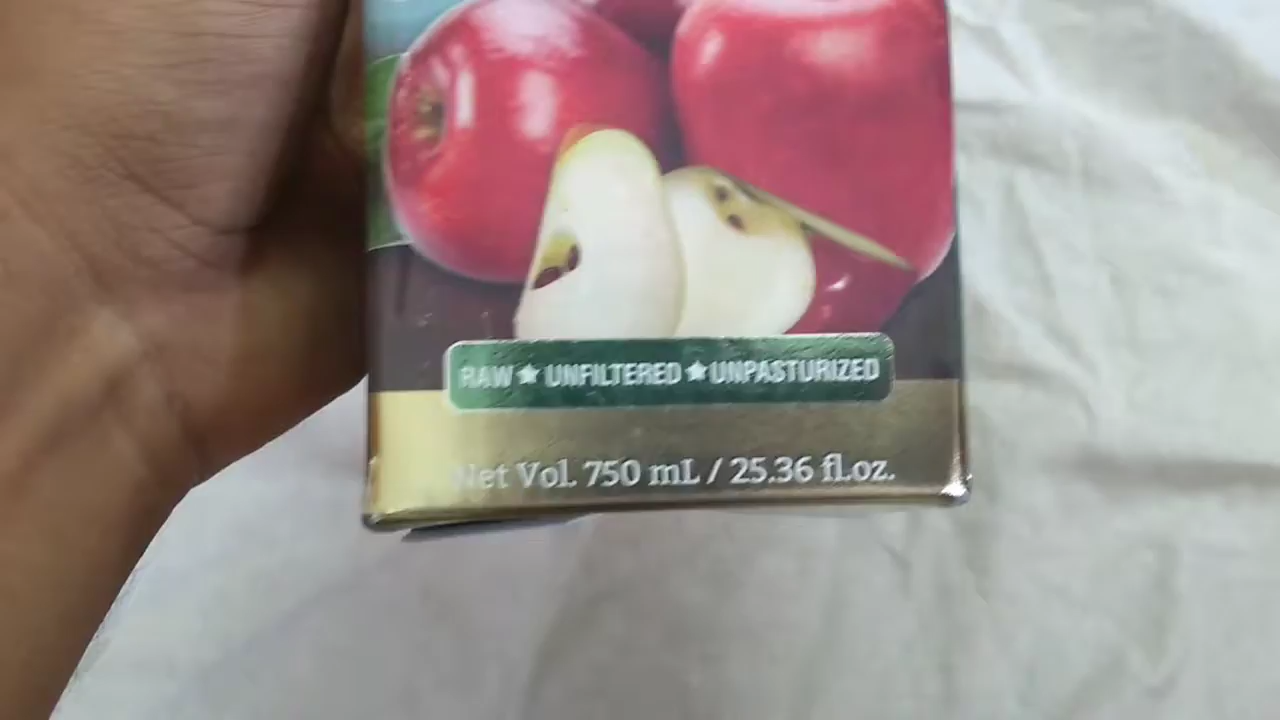 RAW★UNFILTERED★UNPASTURIZED
Net Vol. 750 mL / 25.36 fl.oz.